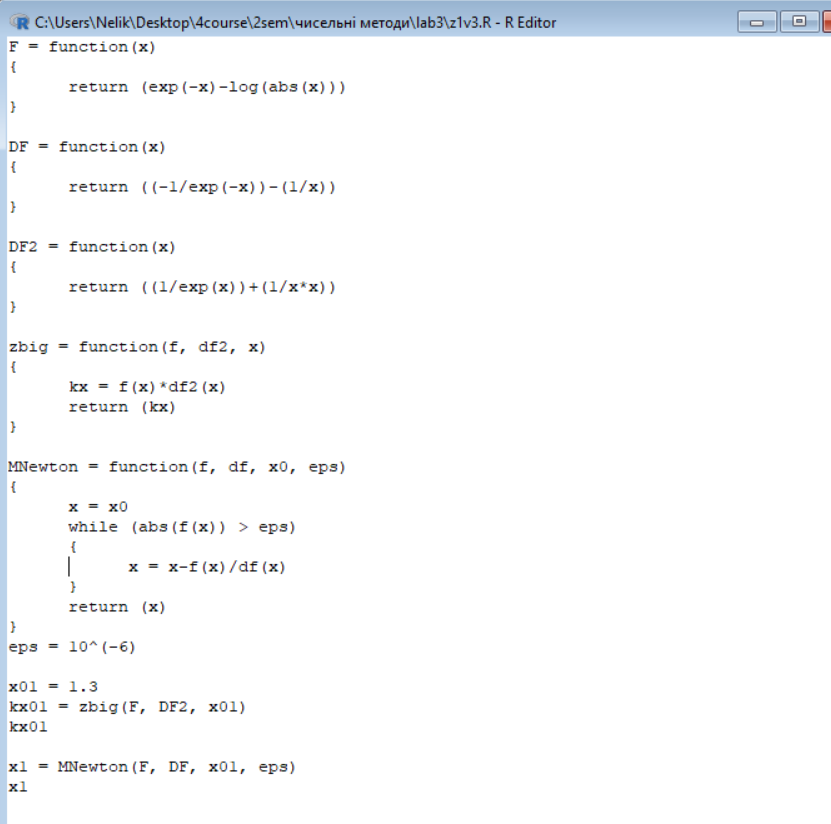 C:\Users\Nelik\Desktop\4course\2sem\чисельні методи\lab3\z1v3.R - R Editor
F = function(x)
{
      return (exp(-x)-log(abs(x)))
}

DF = function(x)
{
      return ((-1/exp(-x))-(1/x))
}

DF2 = function(x)
{
      return ((1/exp(x))+(1/x*x))
}

zbig = function(f, df2, x)
{
      kx = f(x)*df2(x)
      return (kx)
}

MNewton = function(f, df, x0, eps)
{
      x = x0
      while (abs(f(x)) > eps)
      {
            x = x-f(x)/df(x)
      }
      return (x)
}
eps = 10^(-6)

x01 = 1.3
kx01 = zbig(F, DF2, x01)
kx01

x1 = MNewton(F, DF, x01, eps)
x1